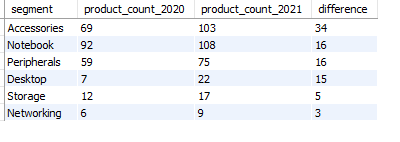 segment product_count_2020 product_count_2021 difference
Accessories 69 103 34
Notebook 92 108 16
Peripherals 59 75 16
Desktop 7 22 15
Storage 12 17 5
Networking 6 9 3